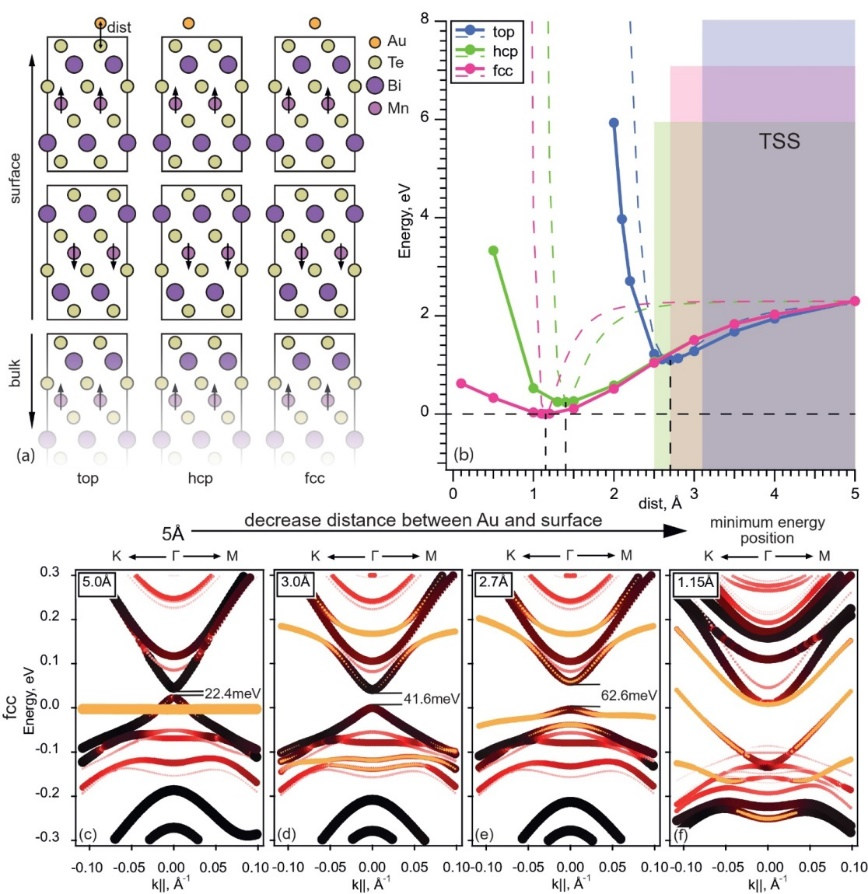 dist
Au
Te
Bi
Mn
surface
bulk
(a)
top
hcp
fcc
8
6
4
2
0
Energy, eV
top
hcp
fcc
TSS
(b)
0
1
2
3
4
5
dist, Å
5Å
decrease distance between Au and surface
minimum energy
position
K Γ M
K Γ M
K Γ M
K Γ M
fcc
Energy, eV
0.3
0.2
0.1
0.0
-0.1
-0.2
-0.3
5.0Å
22.4meV
(c)
3.0Å
41.6meV
(d)
2.7Å
62.6meV
(e)
1.15Å
(f)
-0.10 -0.05 0.00 0.05 0.10
-0.10 -0.05 0.00 0.05 0.10
-0.10 -0.05 0.00 0.05 0.10
-0.10 -0.05 0.00 0.05 0.10
k||, Å⁻¹
k||, Å⁻¹
k||, Å⁻¹
k||, Å⁻¹